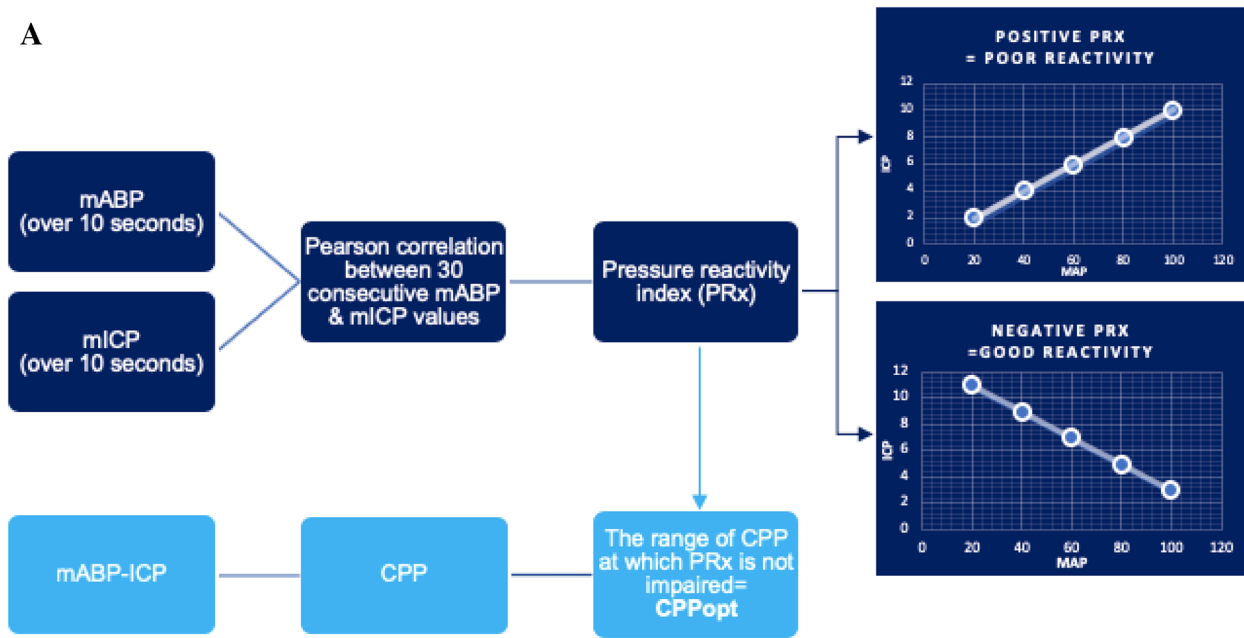 A
mABP
(over 10 seconds)
mICP
(over 10 seconds)
Pearson correlation
between 30
consecutive mABP
& mICP values
Pressure reactivity
index (PRx)
POSITIVE PRX
= POOR REACTIVITY
12
10
8
6
4
2
0
ICP
0 20 40 60 80 100 120
MAP
NEGATIVE PRX
=GOOD REACTIVITY
12
10
8
6
4
2
0
ICP
0 20 40 60 80 100 120
MAP
mABP-ICP
CPP
The range of CPP
at which PRx is not
impaired=
CPPopt